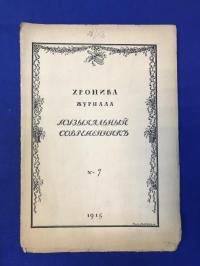 ХРОНИКА
ЖУРНАЛА
МУЗЫКАЛЬНЫЙ
СОВРЕМЕННИКЪ
№ 7
1915